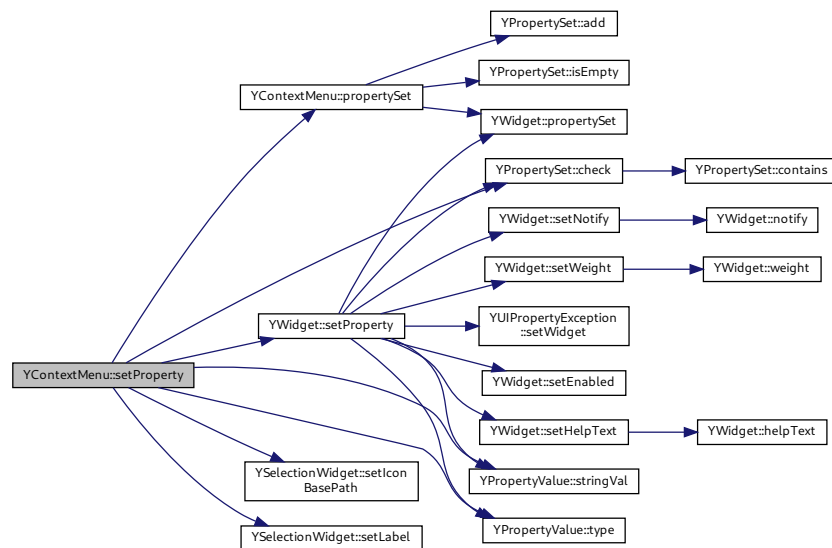 YPropertySet::add
YPropertySet::isEmpty
YContextMenu::propertySet
YWidget::propertySet
YPropertySet::check
YPropertySet::contains
YWidget::setNotify
YWidget::notify
YWidget::setWeight
YWidget::weight
YWidget::setProperty
YUIPropertyException
::setWidget
YContextMenu::setProperty
YWidget::setEnabled
YWidget::setHelpText
YWidget::helpText
YSelectionWidget::setIcon
BasePath
YPropertyValue::stringVal
YSelectionWidget::setLabel
YPropertyValue::type